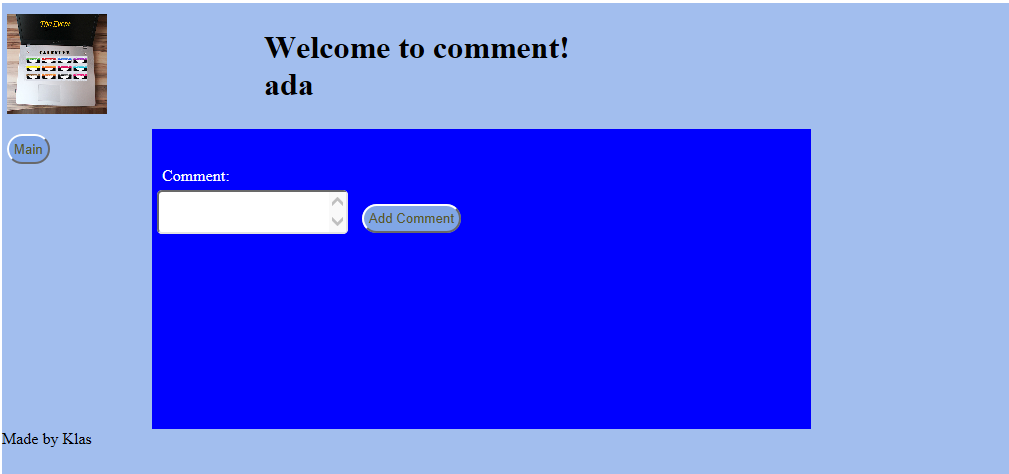 Welcome to comment!
ada
Main
Comment:
Add Comment
Made by Klas